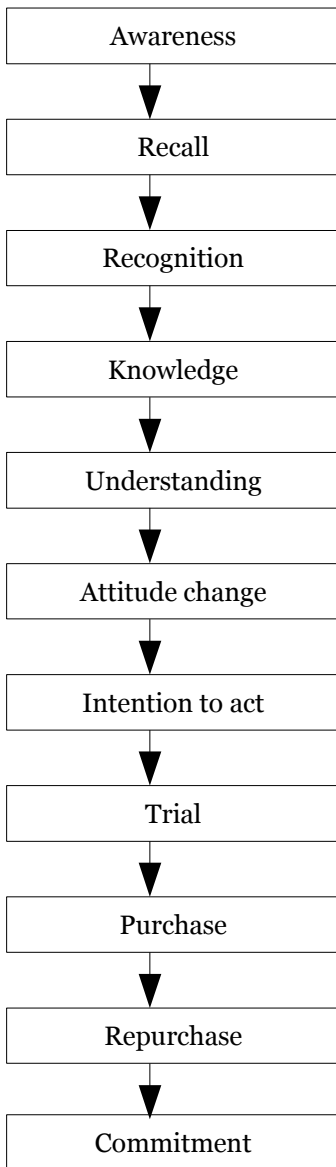 Awareness
Recall
Recognition
Knowledge
Understanding
Attitude change
Intention to act
Trial
Purchase
Repurchase
Commitment